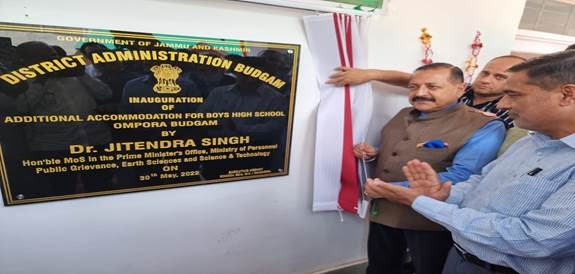 GOVERNMENT OF JAMMU AND KASHMIR
DISTRICT ADMINISTRATION BUDGAM
INAUGURATION
OF
ADDITIONAL ACCOMMODATION FOR BOYS HIGH SCHOOL
OMPORA BUDGAM
BY
Dr. JITENDRA SINGH
Hon'ble MoS in the Prime Minister's Office, Ministry of Personnel
Public Grievance, Earth Sciences and Science & Technology
ON
30th May, 2022